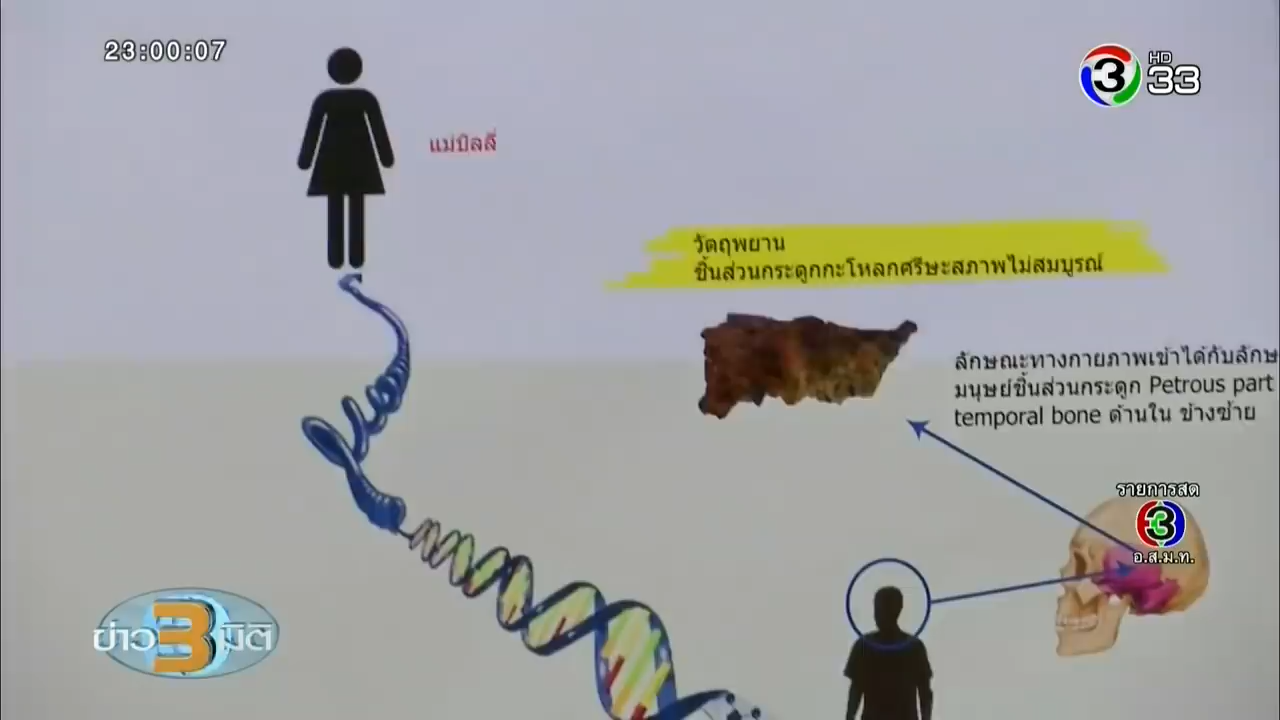 23:00:07
3 HD 33
แม่บิลลี่
วัตถุพยาน
ชิ้นส่วนกระดูกกะโหลกศรีษะสภาพไม่สมบูรณ์
ลักษณะทางกายภาพเข้าได้กับลักษ
มนุษย์ชิ้นส่วนกระดูก Petrous part
temporal bone ด้านใน ข้างซ้าย
รายการสด
3
อ.ส.ม.ท.
ข่าว 3 มิติ